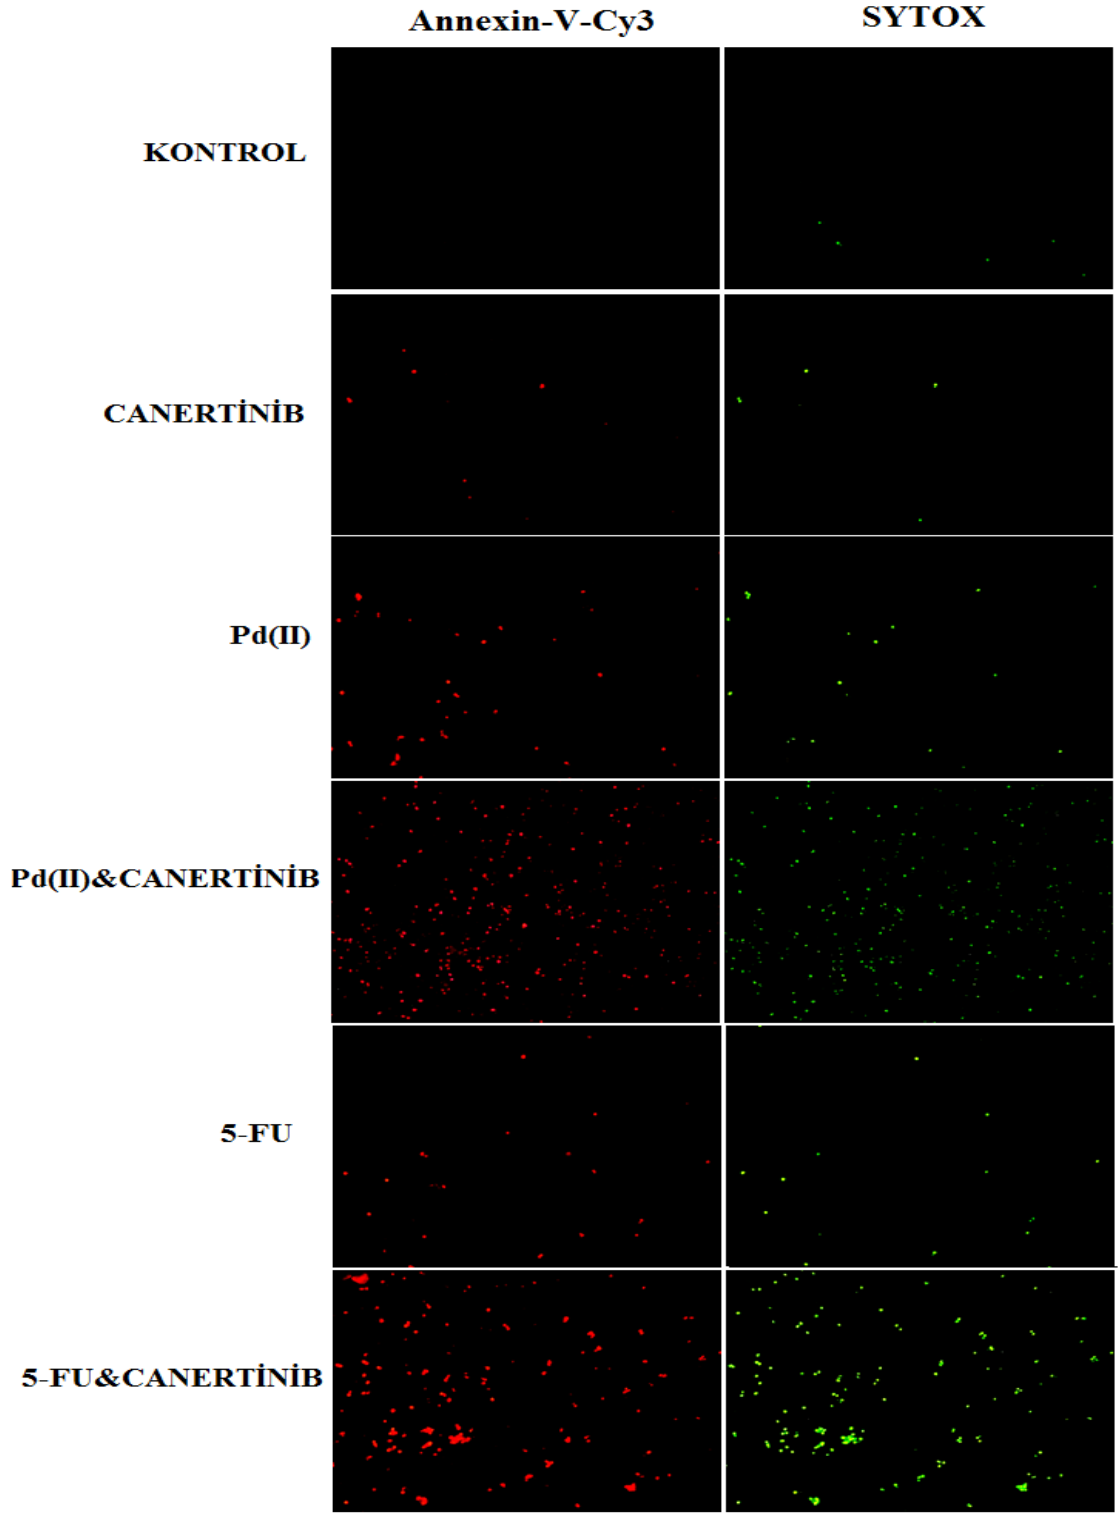 Annexin-V-Cy3 SYTOX
KONTROL
CANERTİNİB
Pd(II)
Pd(II)&CANERTİNİB
5-FU
5-FU&CANERTİNİB